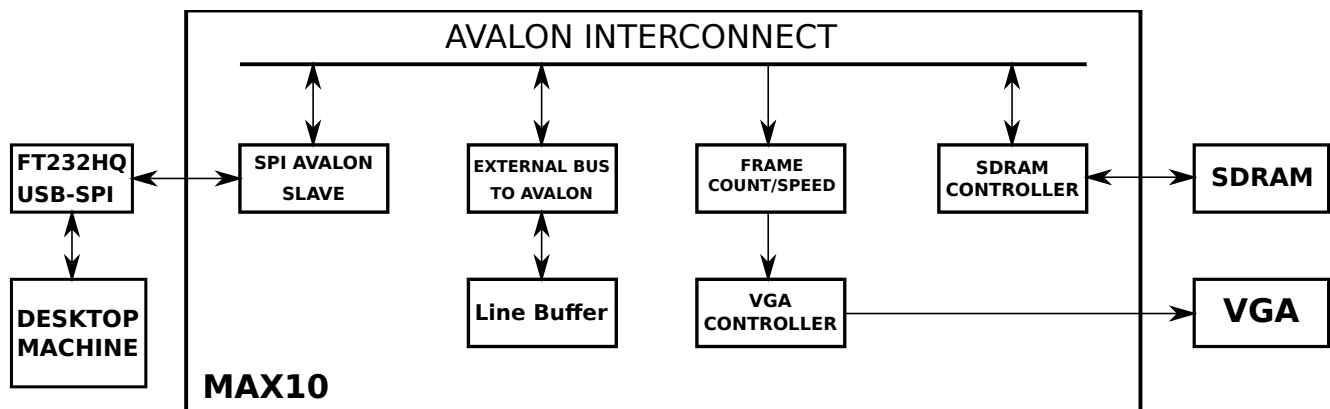 AVALON INTERCONNECT
FT232HQ
USB-SPI
SPI AVALON
SLAVE
EXTERNAL BUS
TO AVALON
FRAME
COUNT/SPEED
SDRAM
CONTROLLER
SDRAM
DESKTOP
MACHINE
Line Buffer
VGA
CONTROLLER
VGA
MAX10